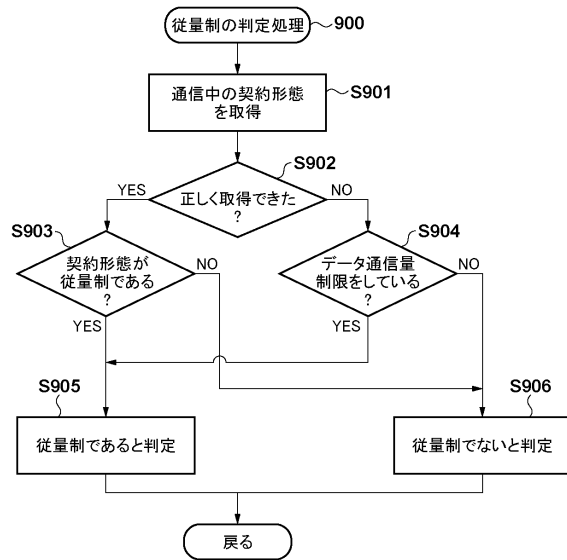 従量制の判定処理
900
通信中の契約形態
を取得
S901
S902
正しく取得できた
?
YES
NO
S903
契約形態が
従量制である
?
NO
YES
S904
データ通信量
制限をしている
?
NO
YES
S905
従量制であると判定
S906
従量制でないと判定
戻る